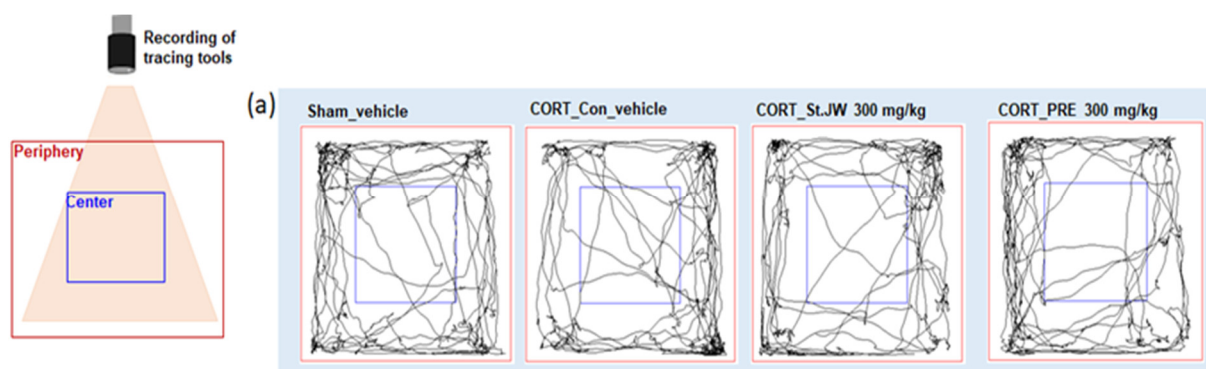 Recording of
tracing tools
(a)
Sham_vehicle
CORT_Con_vehicle
CORT_St.JW 300 mg/kg
CORT_PRE 300 mg/kg
Periphery
Center